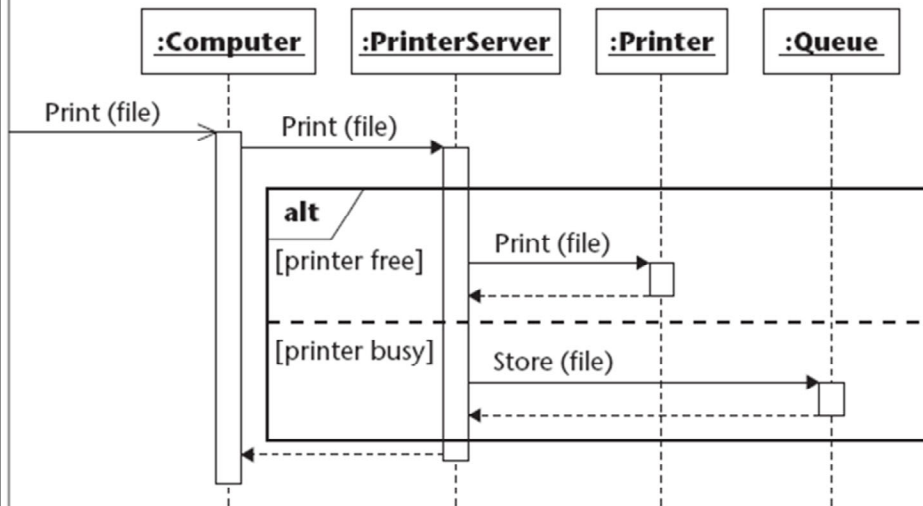 :Computer
:PrinterServer
:Printer
:Queue
Print (file)
Print (file)
alt
[printer free]
Print (file)
[printer busy]
Store (file)